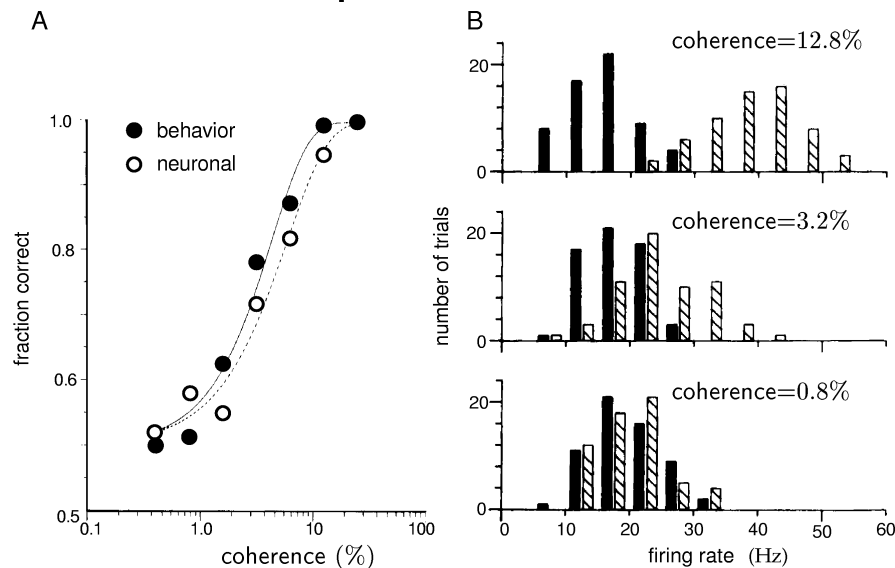 A
behavior
neuronal
fraction correct
1.0
0.8
0.6
0.5
0.1
1.0
10
100
coherence (%)
B
number of trials
coherence=12.8%
20
0
coherence=3.2%
20
0
coherence=0.8%
20
0
0
10
20
30
40
50
60
firing rate (Hz)